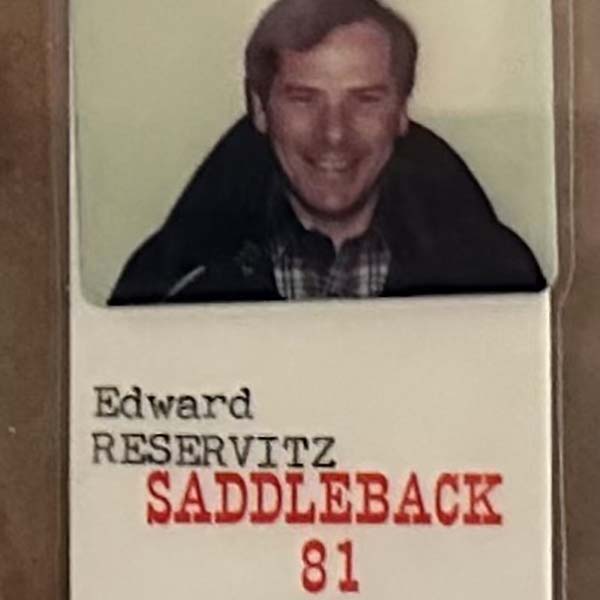 Edward
RESERVITZ
SADDLEBACK
81